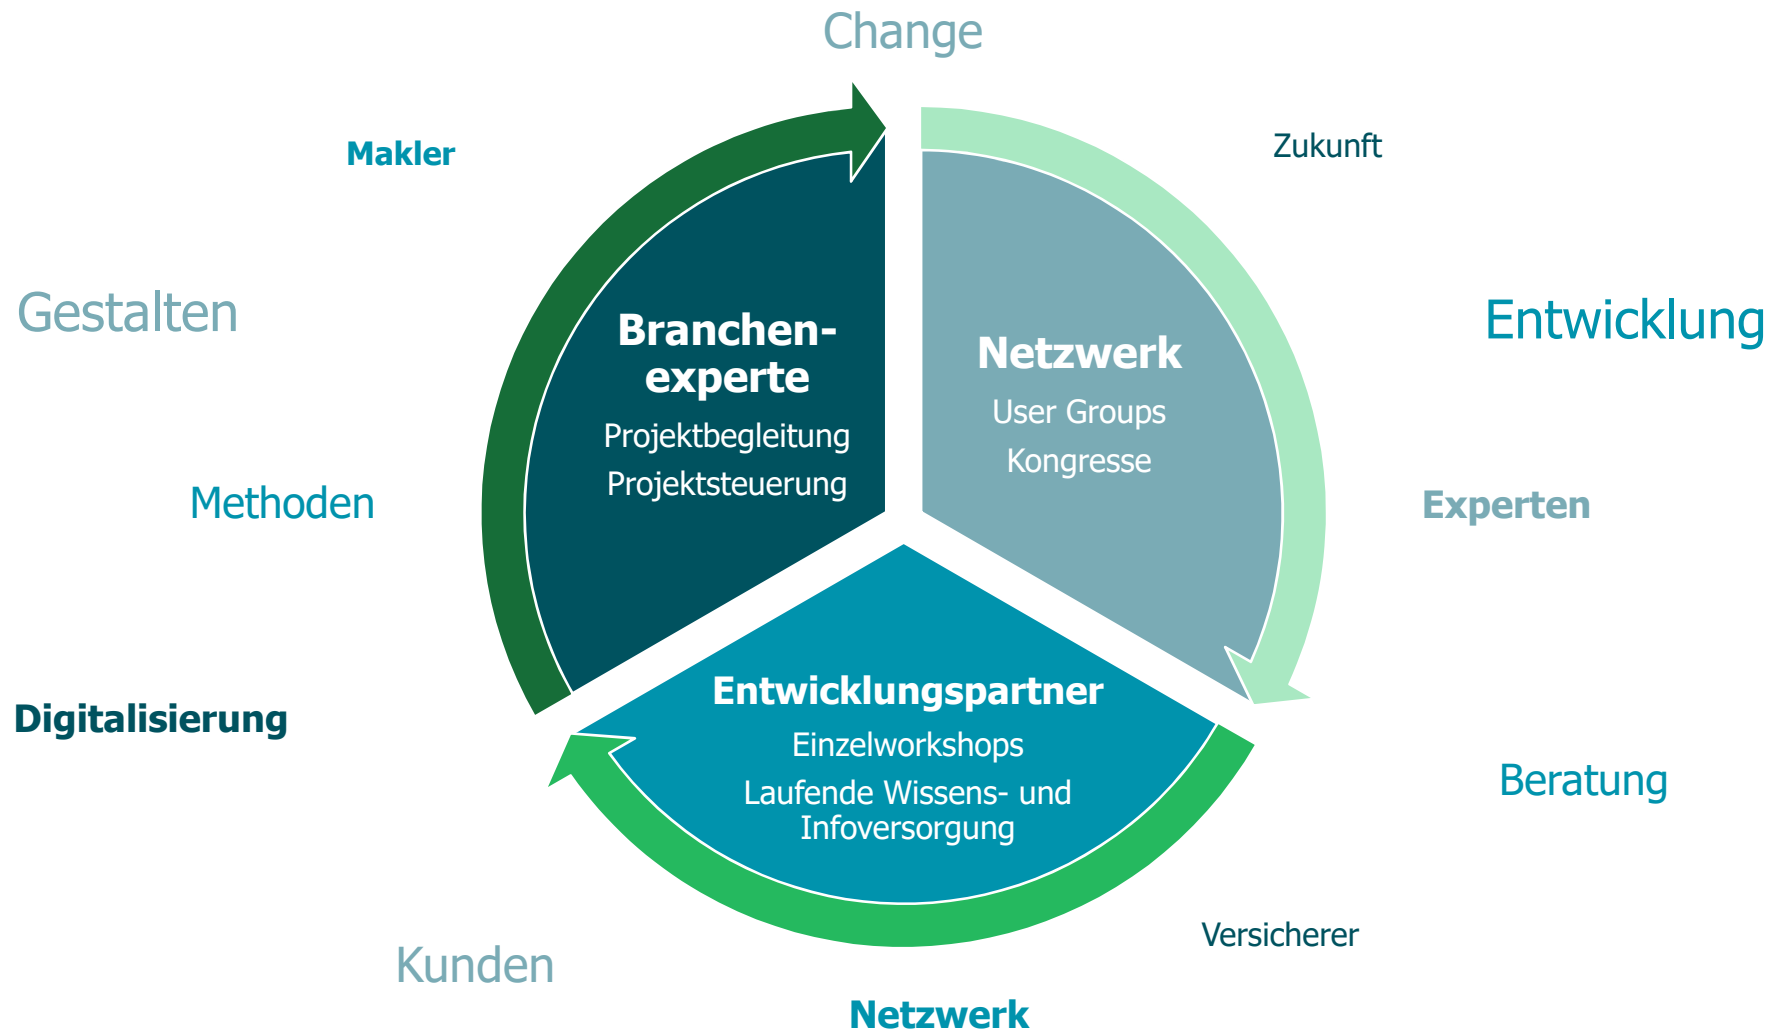 Change
Makler
Zukunft
Gestalten
Entwicklung
Branchen-
experte
Projektbegleitung
Projektsteuerung
Netzwerk
User Groups
Kongresse
Methoden
Experten
Entwicklungspartner
Einzelworkshops
Laufende Wissens- und
Infoversorgung
Digitalisierung
Beratung
Versicherer
Kunden
Netzwerk